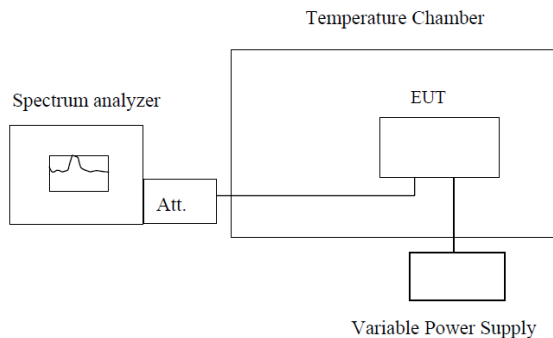 Temperature Chamber
Spectrum analyzer
EUT
Att.
Variable Power Supply